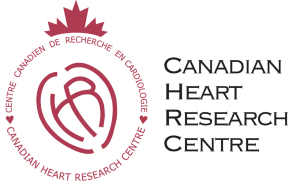 CENTRE CANADIEN DE RECHERCHE EN CARDIOLOGIE
CANADIAN HEART RESEARCH CENTRE
CANADIAN
HEART
RESEARCH
CENTRE